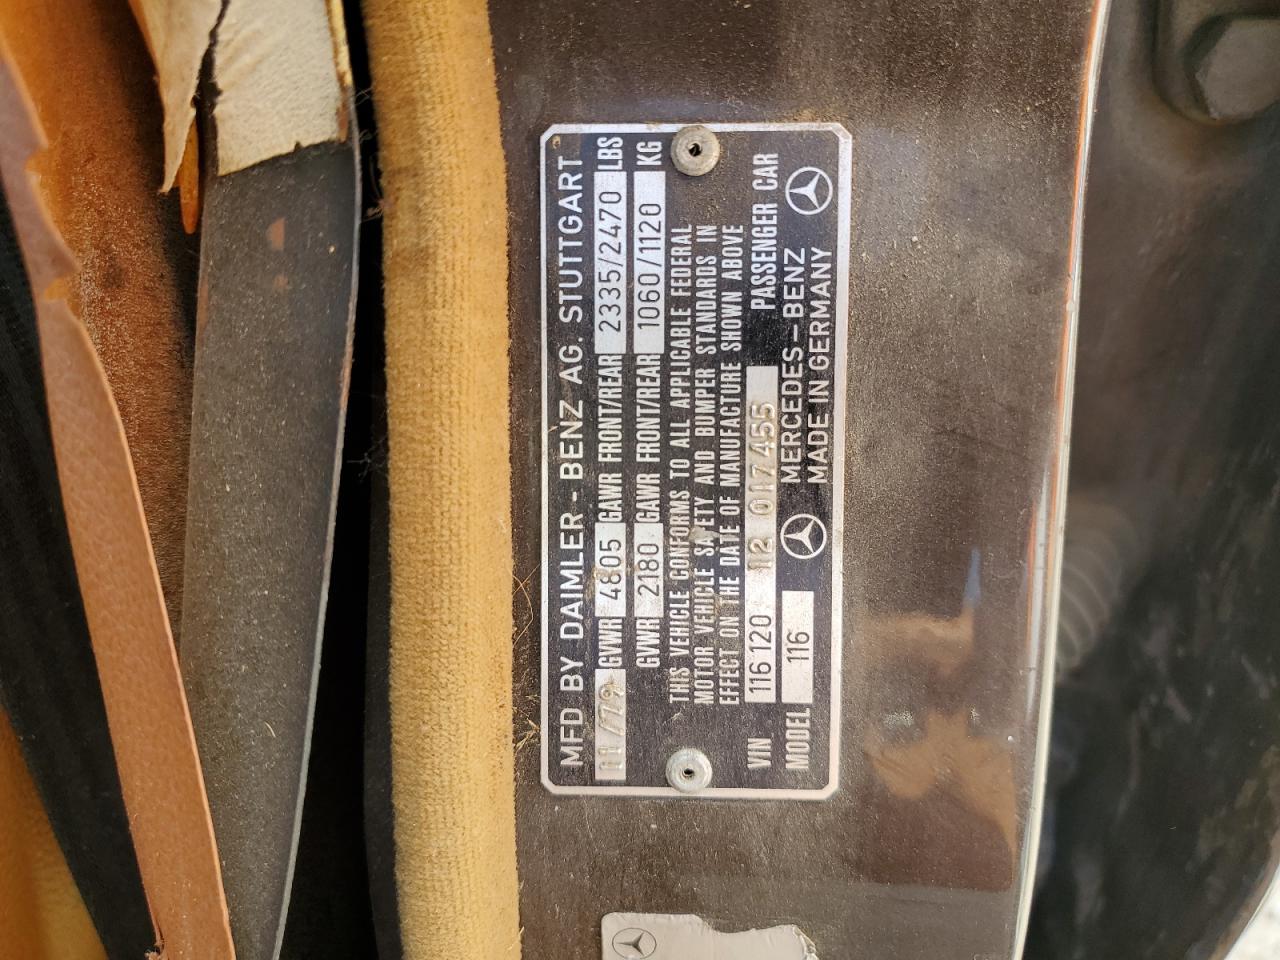 MFD BY DAIMLER-BENZ AG. STUTTGART
01/79 GVWR 4805 GAWR FRONT/REAR 2335/2470 LBS
GVWR 2180 GAWR FRONT/REAR 1060/1120 KG
THIS VEHICLE CONFORMS TO ALL APPLICABLE FEDERAL
MOTOR VEHICLE SAFETY AND BUMPER STANDARDS IN
EFFECT ON THE DATE OF MANUFACTURE SHOWN ABOVE
VIN 116 120 12 017455 PASSENGER CAR
MODEL 116 MERCEDES-BENZ
MADE IN GERMANY